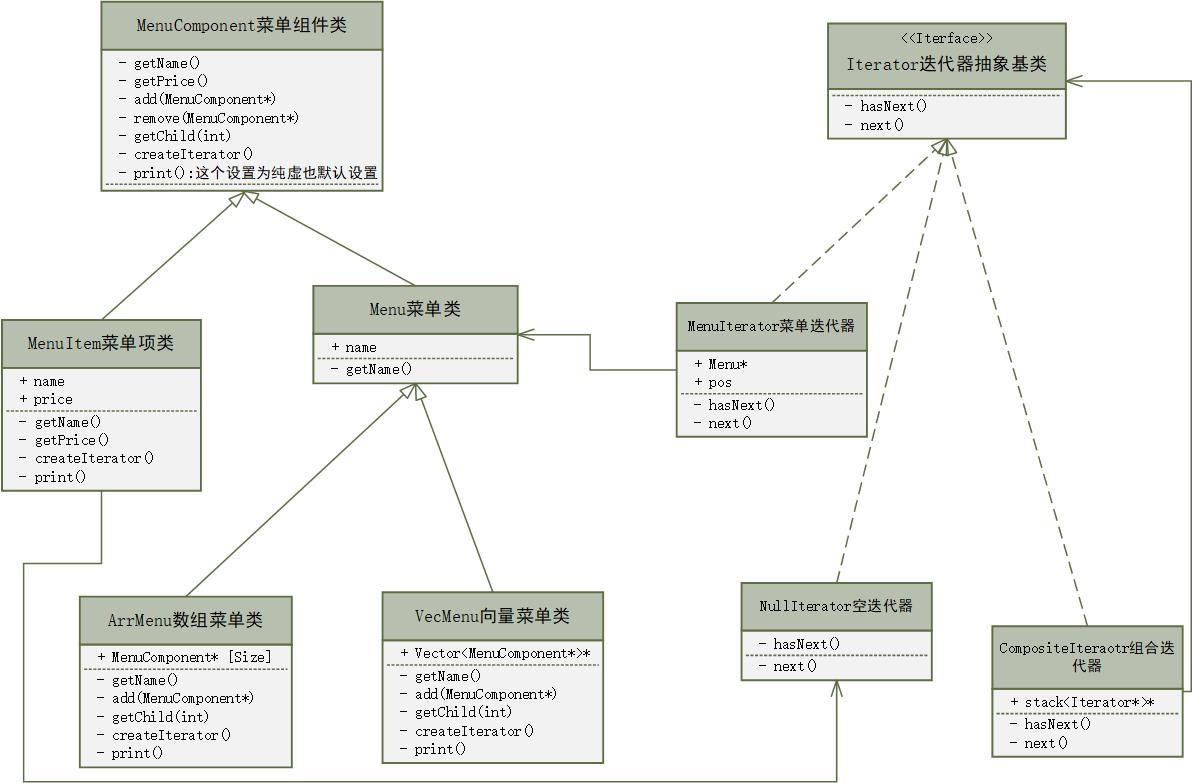 MenuComponent菜单组件类
- getName()
- getPrice()
- add(MenuComponent*)
- remove(MenuComponent*)
- getChild(int)
- createIterator()
- print():这个设置为纯虚也默认设置
<<Iterface>>
Iterator迭代器抽象基类
- hasNext()
- next()
Menu菜单类
+ name
- getName()
MenuIterator菜单迭代器
+ Menu*
+ pos
- hasNext()
- next()
MenuItem菜单项类
+ name
+ price
- getName()
- getPrice()
- createIterator()
- print()
ArrMenu数组菜单类
+ MenuComponent* [Size]
- getName()
- add(MenuComponent*)
- getChild(int)
- createIterator()
- print()
VecMenu向量菜单类
+ Vector<MenuComponent*>*
- getName()
- add(MenuComponent*)
- getChild(int)
- createIterator()
- print()
NullIterator空迭代器
- hasNext()
- next()
CompositeIteraotr组合迭
代器
+ stack<Iterator*>*
- hasNext()
- next()